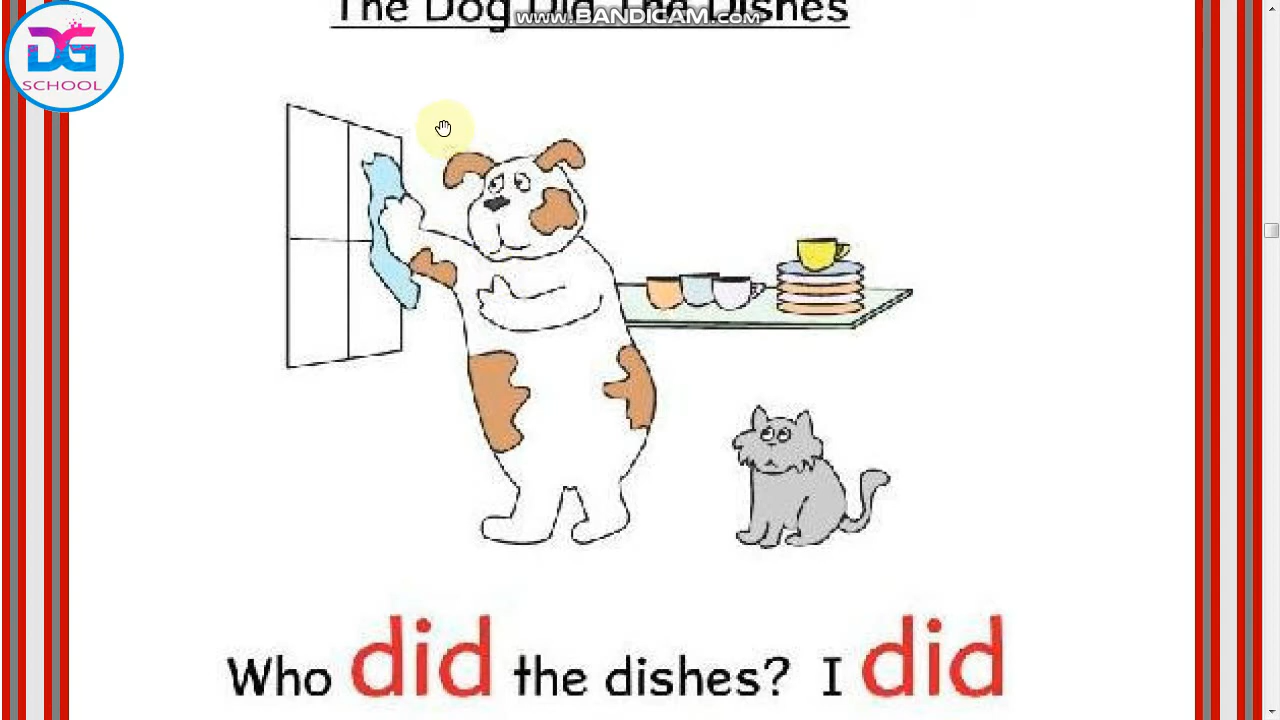 The Dog Did The Dishes
www.BANDICAM.com
DG
SCHOOL
Who did the dishes? I did